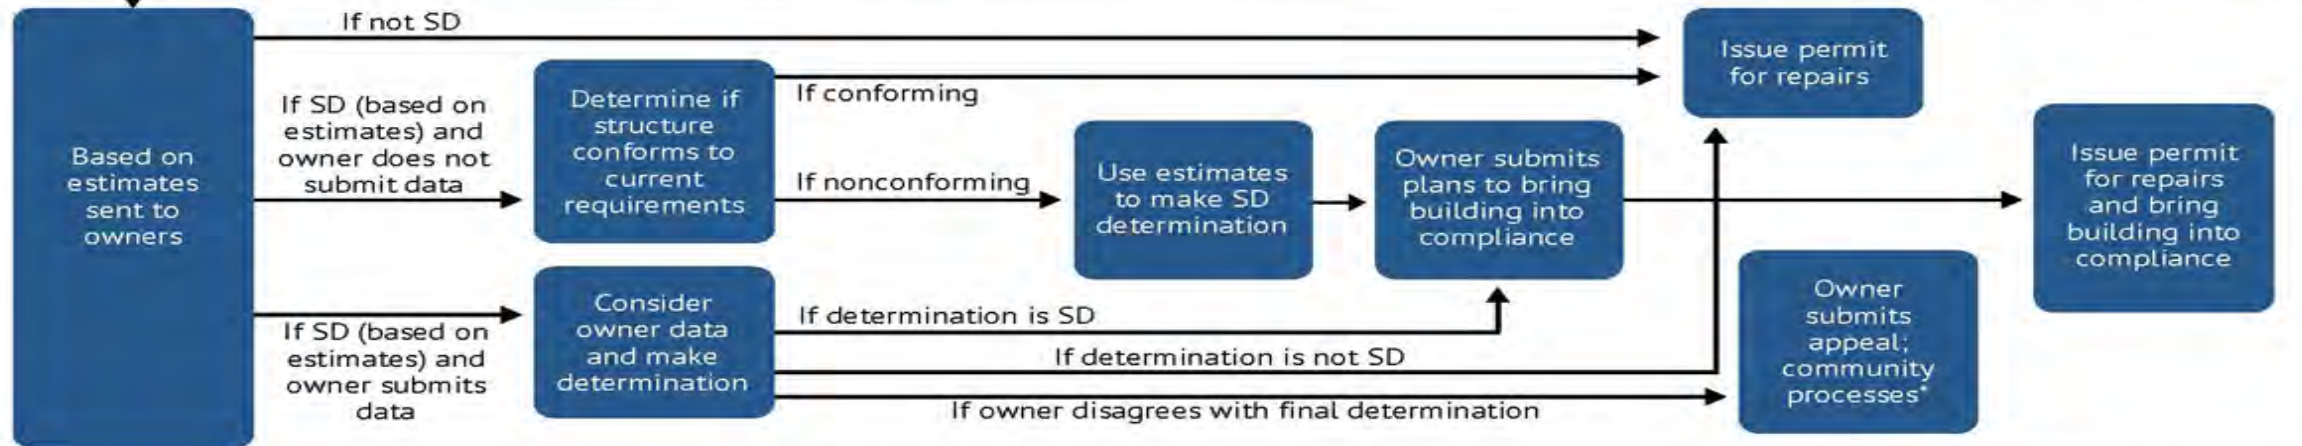 Based on
estimates
sent to
owners
If not SD
If SD (based on
estimates) and
owner does not
submit data
If SD (based on
estimates) and
owner submits
data
Determine if
structure
conforms to
current
requirements
If conforming
If nonconforming
Consider
owner data
and make
determination
If determination is SD
If determination is not SD
If owner disagrees with final determination
Use estimates
to make SD
determination
Owner submits
plans to bring
building into
compliance
Issue permit
for repairs
Owner
submits
appeal;
community
processes*
Issue permit
for repairs
and bring
building into
compliance